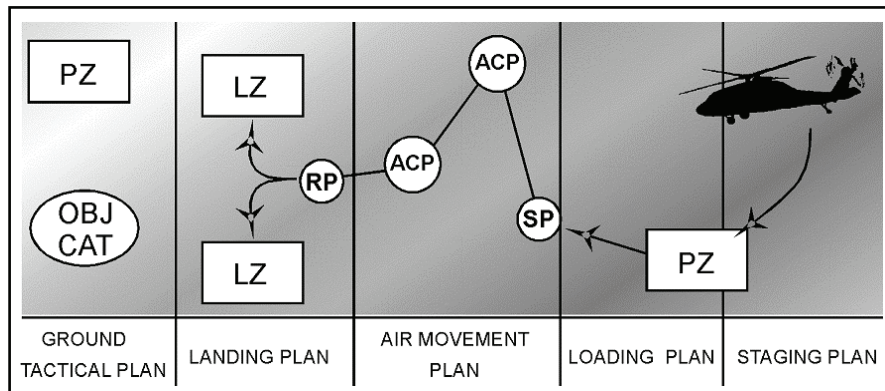 PZ
OBJ
CAT
LZ
LZ
RP
ACP
ACP
SP
PZ
GROUND
TACTICAL PLAN
LANDING PLAN
AIR MOVEMENT
PLAN
LOADING PLAN
STAGING PLAN